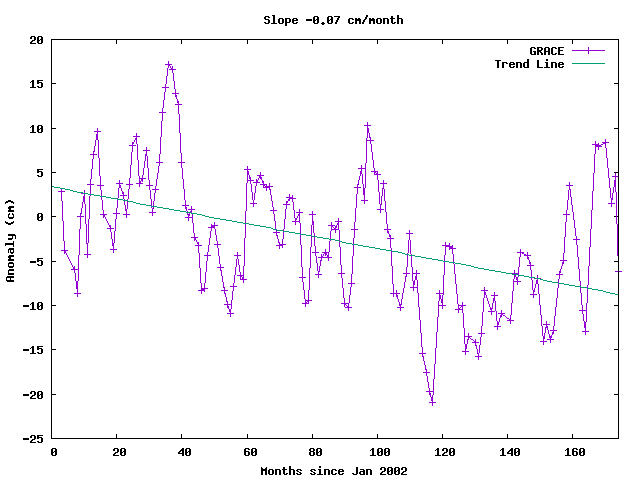 Slope -0.07 cm/month
GRACE
Trend Line
20
15
10
5
0
-5
-10
-15
-20
-25
Anomaly (cm)
0 20 40 60 80 100 120 140 160
Months since Jan 2002